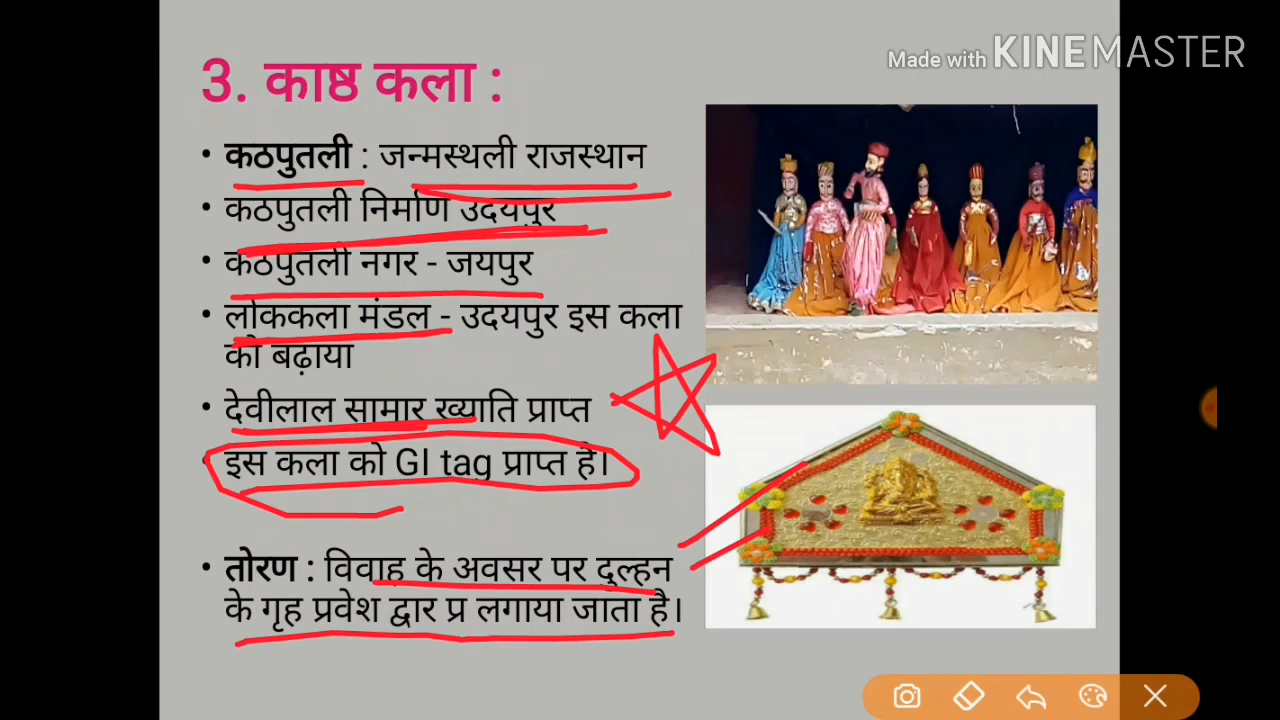 Made with KINEMASTER
3. काष्ठ कला :
• कठपुतली : जन्मस्थली राजस्थान
• कठपुतली निर्माण उदयपुर
• कठपुतली नगर - जयपुर
• लोककला मंडल - उदयपुर इस कला
को बढ़ाया
• देवीलाल सामार ख्याति प्राप्त
• इस कला को GI tag प्राप्त है।
• तोरण : विवाह के अवसर पर दुल्हन
के गृह प्रवेश द्वार प्र लगाया जाता है।